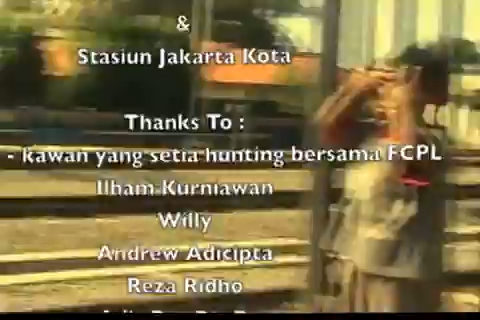 &
Stasiun Jakarta Kota
Thanks To :
- kawan yang setia hunting bersama FCPL
Ilham Kurniawan
Willy
Andrew Adicipta
Reza Ridho